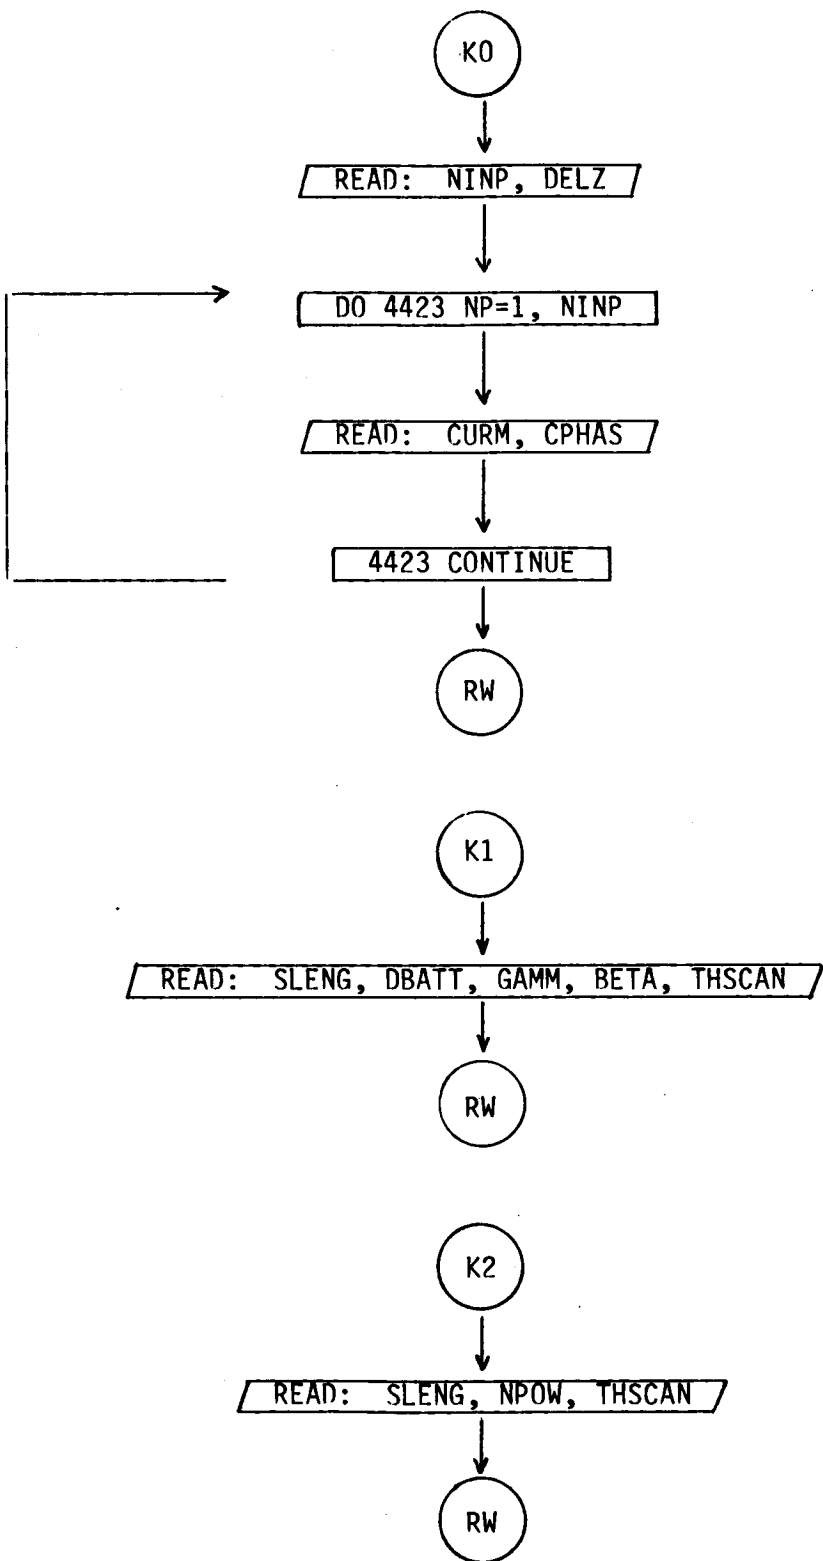 K0
READ: NINP, DELZ
DO 4423 NP=1, NINP
READ: CURM, CPHAS
4423 CONTINUE
RW
K1
READ: SLENG, DBATT, GAMM, BETA, THSCAN
RW
K2
READ: SLENG, NPOW, THSCAN
RW